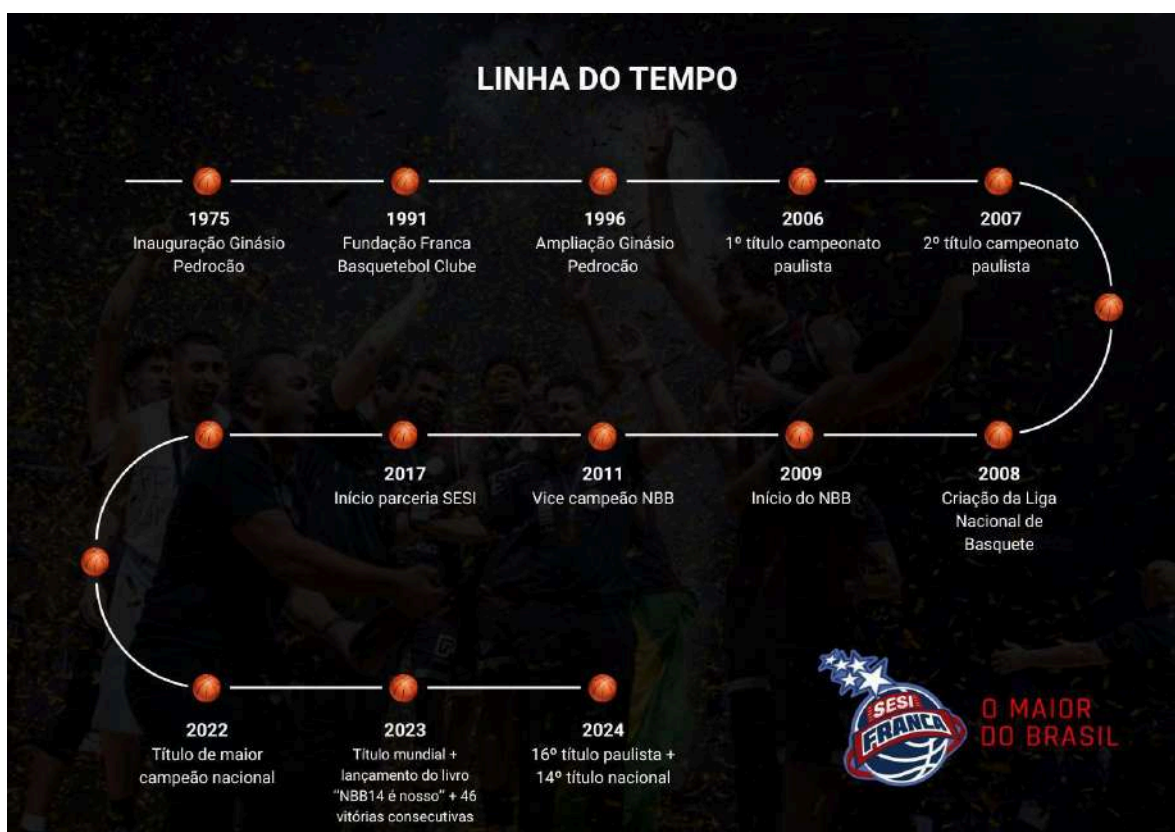 LINHA DO TEMPO
1975
Inauguração Ginásio
Pedrocão
1991
Fundação Franca
Basquetebol Clube
1996
Ampliação Ginásio
Pedrocão
2006
1º título campeonato
paulista
2007
2º título campeonato
paulista
2008
Criação da Liga
Nacional de
Basquete
2009
Início do NBB
2011
Vice campeão NBB
2017
Início parceria SESI
2022
Título de maior
campeão nacional
2023
Título mundial +
lançamento do livro
"NBB14 é nosso" + 46
vitórias consecutivas
2024
16º título paulista +
14º título nacional
SESI
FRANCA
O MAIOR
DO BRASIL